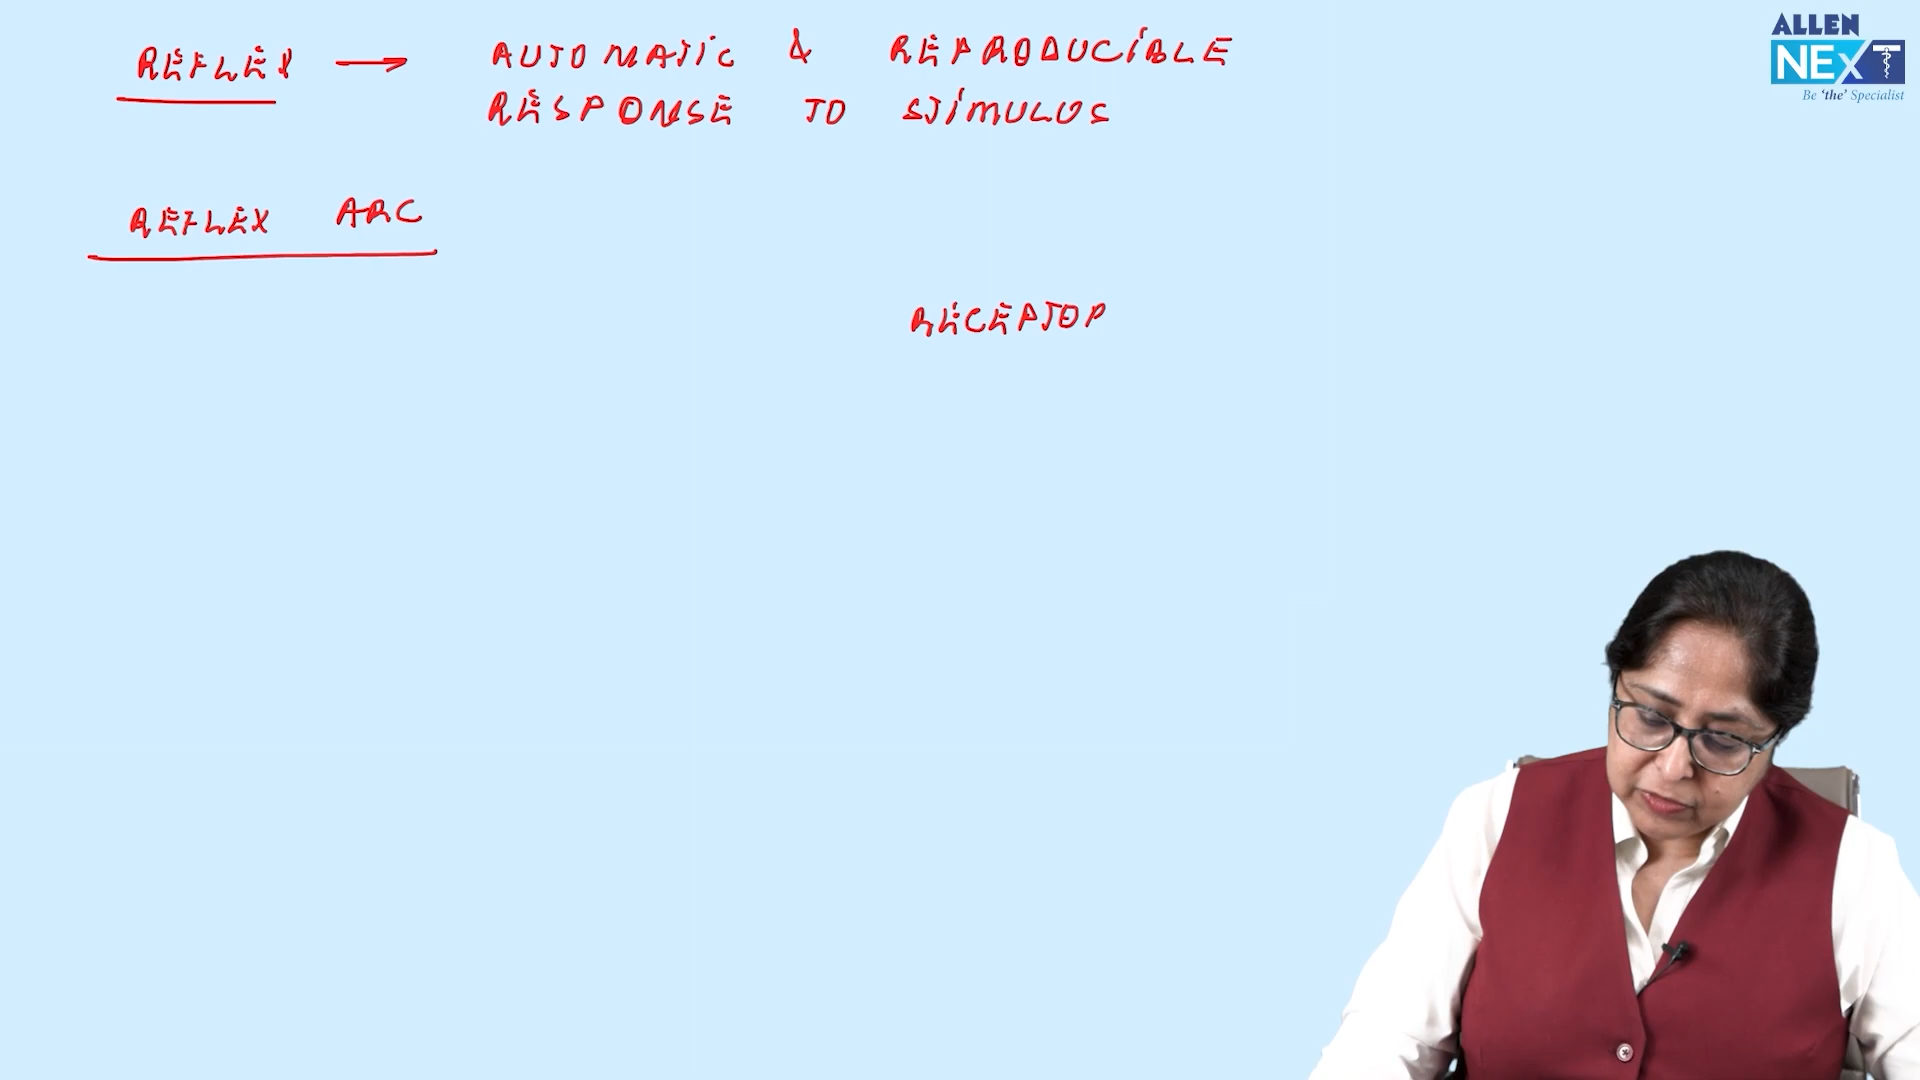 REFLEX → AUTOMATIC & REPRODUCIBLE
RESPONSE TO STIMULUS
REFLEX ARC
RECEPTOR
ALLEN
NEXT
Be 'the' Specialist